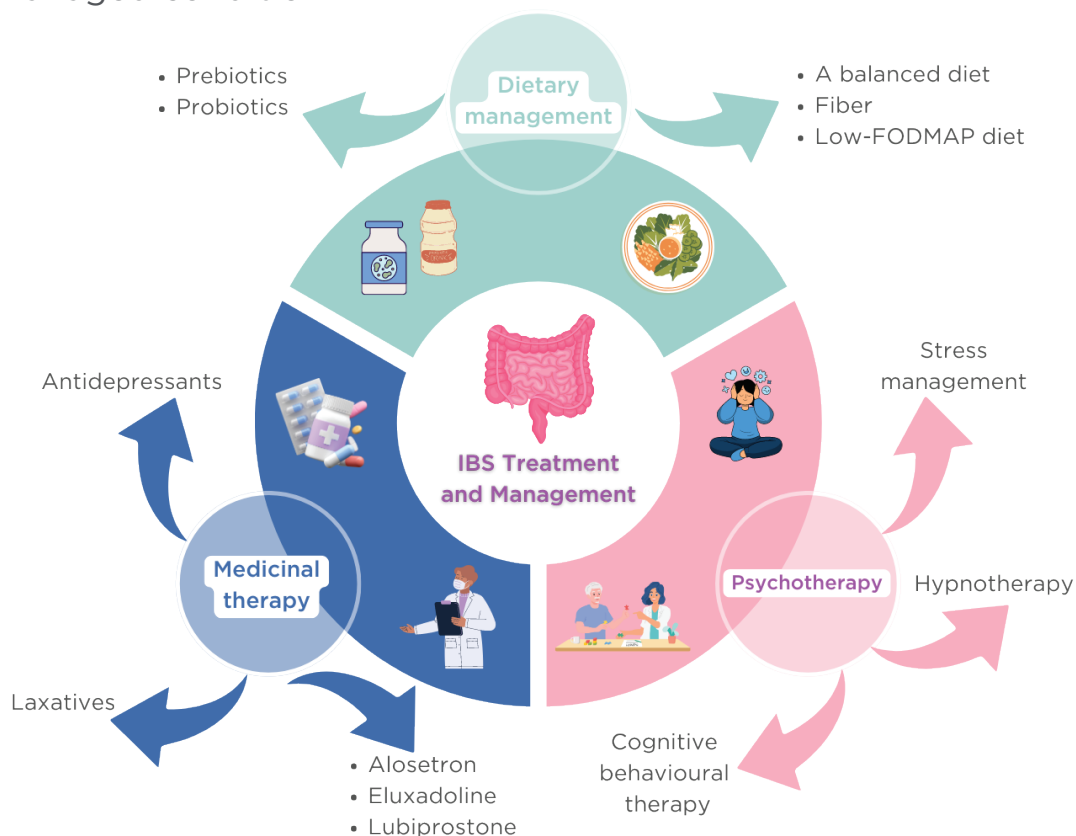 Dietary
management
Prebiotics
Probiotics
A balanced diet
Fiber
Low-FODMAP diet
IBS Treatment
and Management
Antidepressants
Stress
management
Medicinal
therapy
Psychotherapy
Hypnotherapy
Laxatives
Cognitive
behavioural
therapy
Alosetron
Eluxadoline
Lubiprostone